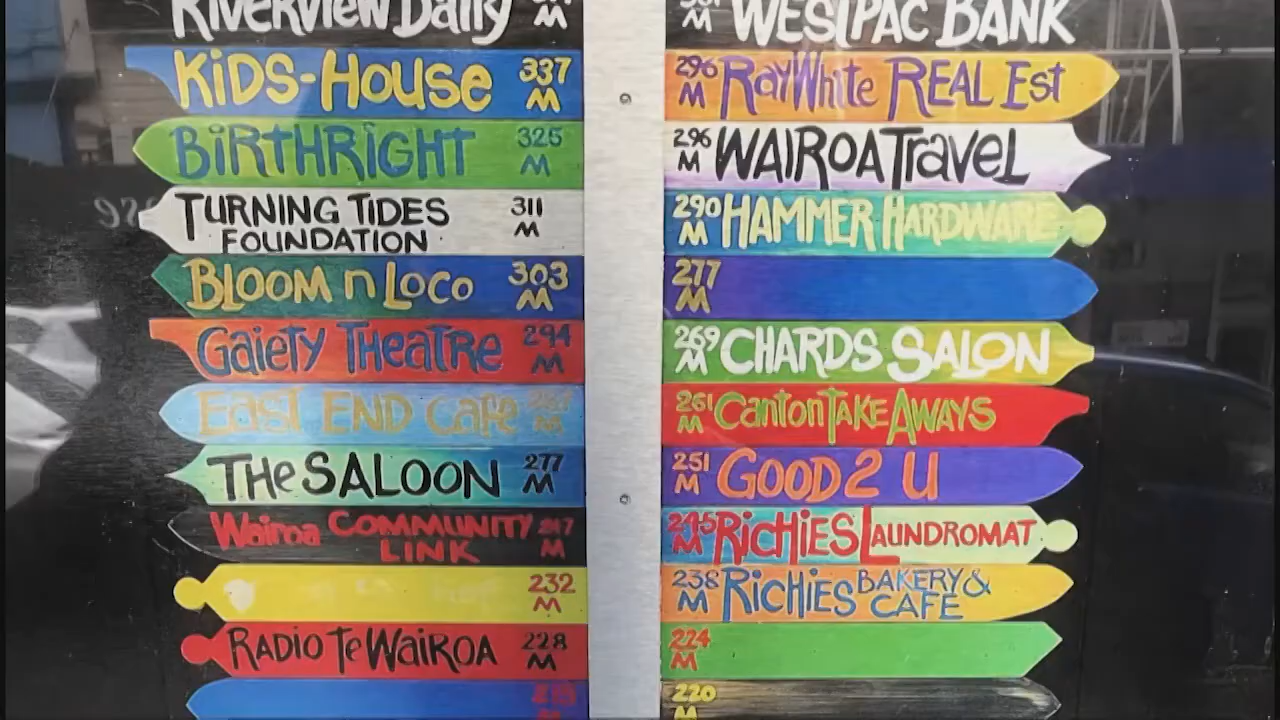 RIVERVIEW Dairy
M
KiDS-HOUSE 337 M
BiRTHRiGHT 325 M
TURNING TiDES FOUNDATION 311 M
BLOOM n LOCO 303 M
GaieTY THeaTRe 294 M
EasT END Cafe M
THe SALOON 277 M
Wairoa COMMUNITY LINK 247 M
232 M
RADIO Te WaiROA 228 M
WESTPAC BANK
M
296 M RayWhite REAL EST
296 M WAIROA TraveL
290 M HAMMER HARDWARE
277 M
269 M CHARDS SALON
261 M Canton TAKE AWAYS
251 M GOOD 2 U
245 M RiCHiES LAUNDROMAT
238 M RiCHiES BAKERY & CAFE
224 M
220 M